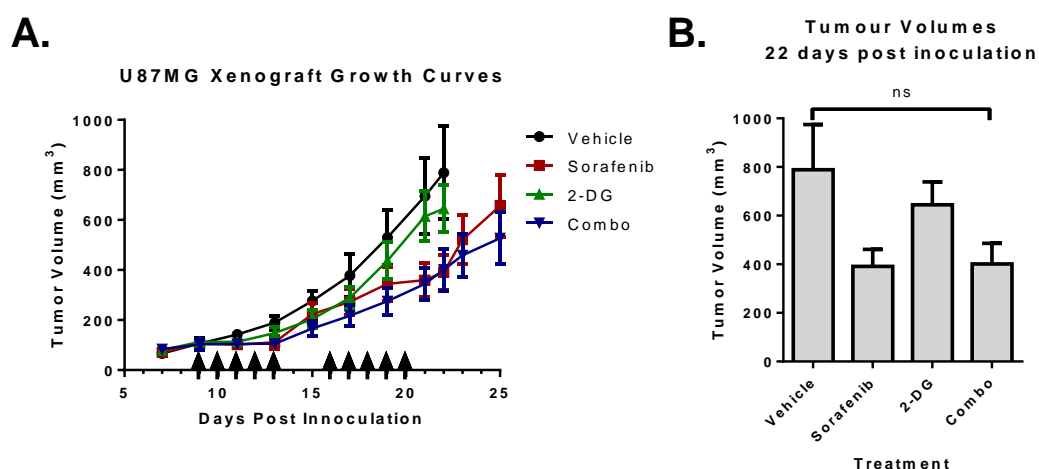 A.
U87MG Xenograft Growth Curves
Tumor Volume (mm³)
1000
800
600
400
200
0
5
10
15
20
25
Days Post Innoculation
Vehicle
Sorafenib
2-DG
Combo
B.
Tumour Volumes
22 days post inoculation
ns
Tumor Volume (mm³)
1000
800
600
400
200
0
Vehicle
Sorafenib
2-DG
Combo
Treatment